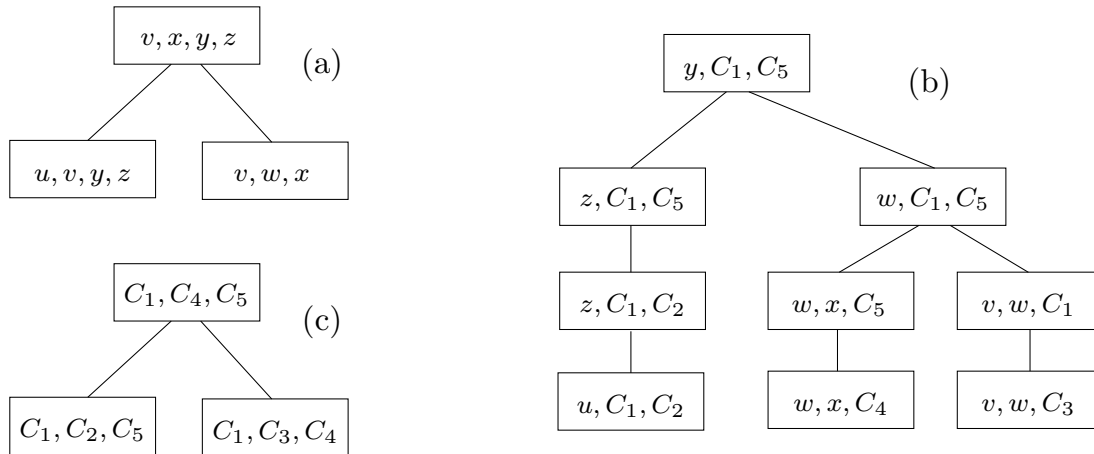 v, x, y, z
(a)
u, v, y, z
v, w, x
C₁, C₄, C₅
(c)
C₁, C₂, C₅
C₁, C₃, C₄
y, C₁, C₅
(b)
z, C₁, C₅
w, C₁, C₅
z, C₁, C₂
w, x, C₅
v, w, C₁
u, C₁, C₂
w, x, C₄
v, w, C₃